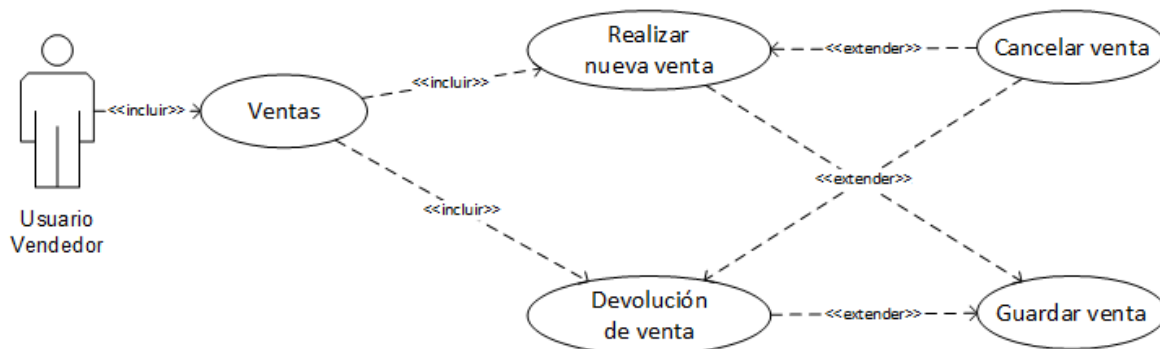 Realizar
nueva venta
<<extender>>
Cancelar venta
<<incluir>>
<<incluir>>
Ventas
<<extender>>
<<incluir>>
Usuario
Vendedor
Devolución
de venta
<<extender>>
Guardar venta